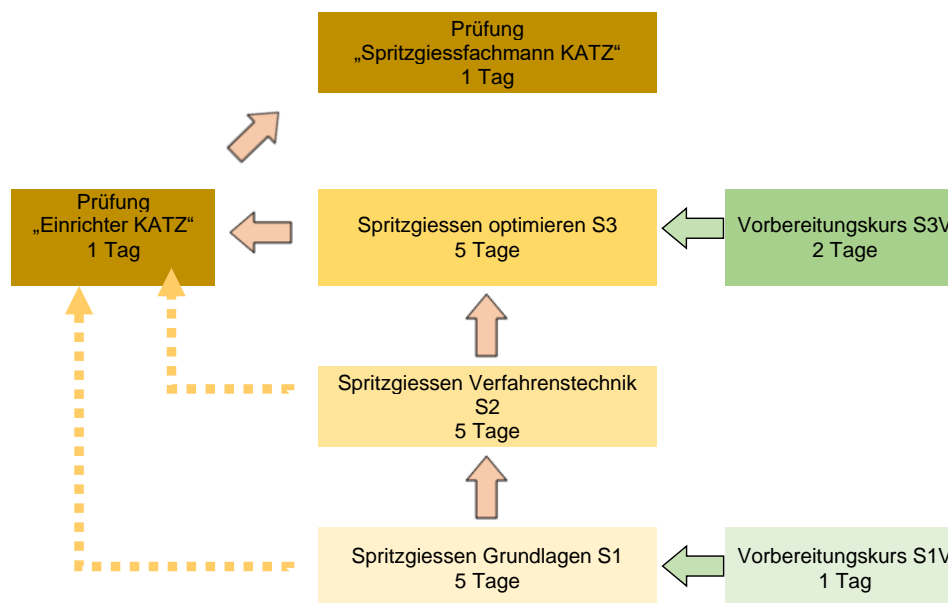 Prüfung
„Spritzgiessfachmann KATZ“
1 Tag
Prüfung
„Einrichter KATZ“
1 Tag
Spritzgiessen optimieren S3
5 Tage
Vorbereitungskurs S3V
2 Tage
Spritzgiessen Verfahrenstechnik
S2
5 Tage
Spritzgiessen Grundlagen S1
5 Tage
Vorbereitungskurs S1V
1 Tag